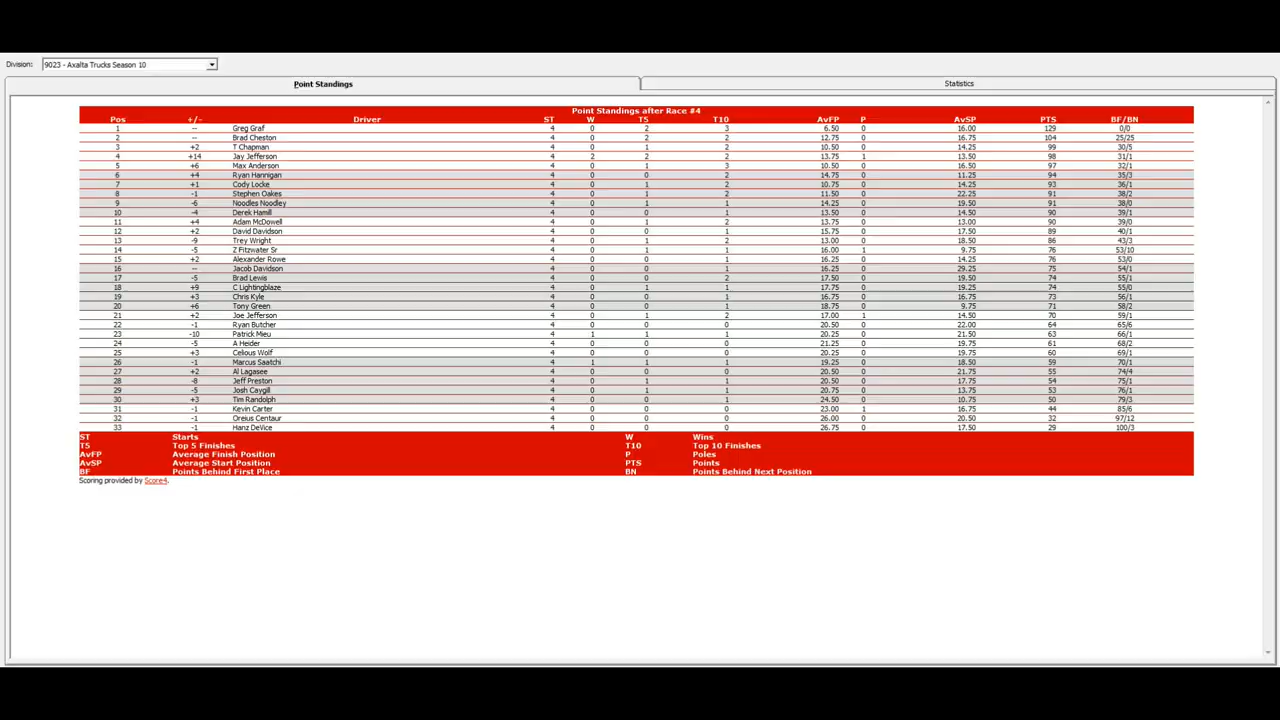 Division: 9023 - Axalta Trucks Season 10
Point Standings Statistics
Point Standings after Race #4
Pos +/- Driver ST W T5 T10 AvFP P AvSP PTS BF/BN
1 -- Greg Graf 4 0 2 3 6.50 0 16.00 129 0/0
2 -- Brad Cheston 4 0 2 2 12.75 0 16.75 104 25/25
3 +2 T Chapman 4 0 1 2 10.50 0 14.25 99 30/5
4 +14 Jay Jefferson 4 2 2 2 13.75 1 13.50 98 31/1
5 +6 Max Anderson 4 0 1 3 10.50 0 16.50 97 32/1
6 +4 Ryan Hannigan 4 0 0 2 14.75 0 11.25 94 35/3
7 +1 Cody Locke 4 0 1 2 10.75 0 14.25 93 36/1
8 -1 Stephen Oakes 4 0 1 2 11.50 0 22.25 91 38/2
9 -6 Noodles Noodley 4 0 1 1 14.25 0 19.50 91 38/0
10 -4 Derek Hamill 4 0 0 1 13.50 0 14.50 90 39/1
11 +4 Adam McDowell 4 0 1 2 13.75 0 13.00 90 39/0
12 +2 David Davidson 4 0 0 1 15.75 0 17.50 89 40/1
13 -9 Trey Wright 4 0 1 2 13.00 0 18.50 86 43/3
14 -5 Z Fitzwater Sr 4 0 1 1 16.00 1 9.75 76 53/10
15 +2 Alexander Rowe 4 0 0 1 16.25 0 14.25 76 53/0
16 -- Jacob Davidson 4 0 0 1 16.25 0 29.25 75 54/1
17 -5 Brad Lewis 4 0 0 2 17.50 0 19.50 74 55/1
18 +9 C Lightingblaze 4 0 1 1 17.75 0 19.25 74 55/0
19 +3 Chris Kyle 4 0 0 1 16.75 0 16.75 73 56/1
20 +6 Tony Green 4 0 0 1 18.75 0 9.75 71 58/2
21 +2 Joe Jefferson 4 0 1 2 17.00 1 14.25 70 59/1
22 -1 Ryan Butcher 4 0 0 0 20.50 0 22.00 64 65/6
23 -10 Patrick Mieu 4 1 1 1 20.25 0 21.50 63 66/1
24 -5 A Heider 4 0 0 0 21.25 0 19.75 61 68/2
25 +3 Celious Wolf 4 0 0 0 20.25 0 19.75 60 69/1
26 -1 Marcus Saatchi 4 1 1 1 19.25 0 18.50 59 70/1
27 +2 Al Lagasee 4 0 0 0 20.50 0 21.75 55 74/4
28 -8 Jeff Preston 4 0 1 1 20.50 0 17.75 54 75/1
29 -5 Josh Caygill 4 0 1 1 22.75 0 13.25 53 76/1
30 +3 Tim Randolph 4 0 0 1 24.50 0 10.75 50 79/3
31 -1 Kevin Carter 4 0 0 0 23.00 1 16.75 44 85/6
32 -1 Oreius Centaur 4 0 0 0 26.00 0 20.50 32 97/12
33 -1 Hanz DeVice 4 0 0 0 26.75 0 17.50 29 100/3
ST Starts W Wins
T5 Top 5 Finishes T10 Top 10 Finishes
AvFP Average Finish Position P Poles
AvSP Average Start Position PTS Points
BF Points Behind First Place BN Points Behind Next Position
Scoring provided by Score4.